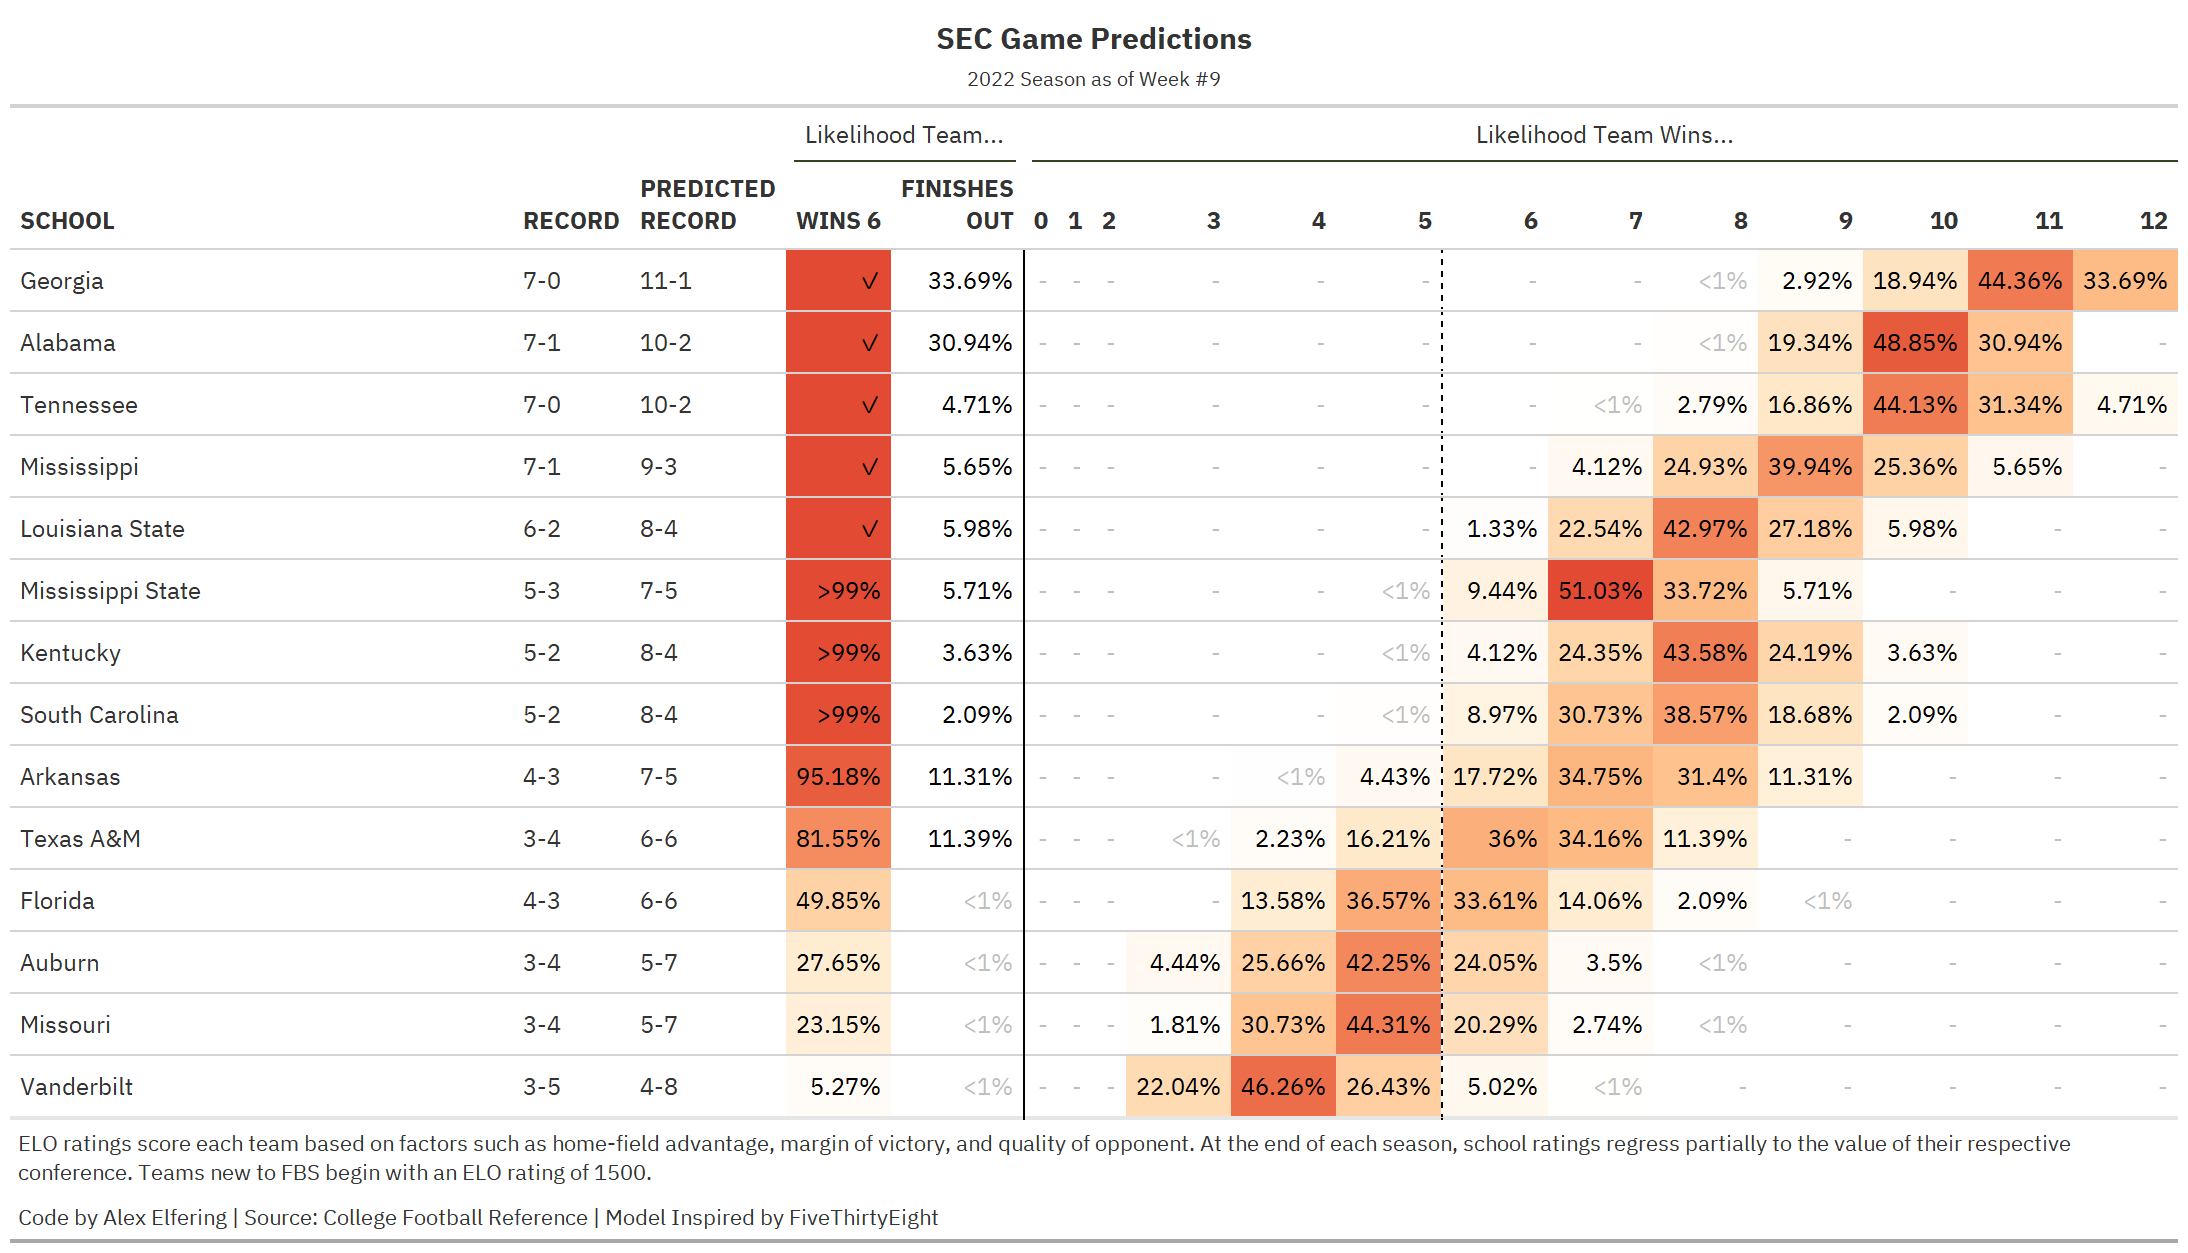 SEC Game Predictions
2022 Season as of Week #9
Likelihood Team... Likelihood Team Wins...
SCHOOL RECORD PREDICTED RECORD WINS 6 FINISHES OUT 0 1 2 3 4 5 6 7 8 9 10 11 12
Georgia 7-0 11-1 ✓ 33.69% - - - - - - - - <1% 2.92% 18.94% 44.36% 33.69%
Alabama 7-1 10-2 ✓ 30.94% - - - - - - - - <1% 19.34% 48.85% 30.94% -
Tennessee 7-0 10-2 ✓ 4.71% - - - - - - - <1% 2.79% 16.86% 44.13% 31.34% 4.71%
Mississippi 7-1 9-3 ✓ 5.65% - - - - - - - 4.12% 24.93% 39.94% 25.36% 5.65% -
Louisiana State 6-2 8-4 ✓ 5.98% - - - - - - 1.33% 22.54% 42.97% 27.18% 5.98% - -
Mississippi State 5-3 7-5 >99% 5.71% - - - - - <1% 9.44% 51.03% 33.72% 5.71% - - -
Kentucky 5-2 8-4 >99% 3.63% - - - - - <1% 4.12% 24.35% 43.58% 24.19% 3.63% - -
South Carolina 5-2 8-4 >99% 2.09% - - - - - <1% 8.97% 30.73% 38.57% 18.68% 2.09% - -
Arkansas 4-3 7-5 95.18% 11.31% - - - - <1% 4.43% 17.72% 34.75% 31.4% 11.31% - - -
Texas A&M 3-4 6-6 81.55% 11.39% - - - <1% 2.23% 16.21% 36% 34.16% 11.39% - - - -
Florida 4-3 6-6 49.85% <1% - - - - 13.58% 36.57% 33.61% 14.06% 2.09% <1% - - -
Auburn 3-4 5-7 27.65% <1% - - - 4.44% 25.66% 42.25% 24.05% 3.5% <1% - - - -
Missouri 3-4 5-7 23.15% <1% - - - 1.81% 30.73% 44.31% 20.29% 2.74% <1% - - - -
Vanderbilt 3-5 4-8 5.27% <1% - - - 22.04% 46.26% 26.43% 5.02% <1% - - - - -
ELO ratings score each team based on factors such as home-field advantage, margin of victory, and quality of opponent. At the end of each season, school ratings regress partially to the value of their respective
conference. Teams new to FBS begin with an ELO rating of 1500.
Code by Alex Elfering | Source: College Football Reference | Model Inspired by FiveThirtyEight